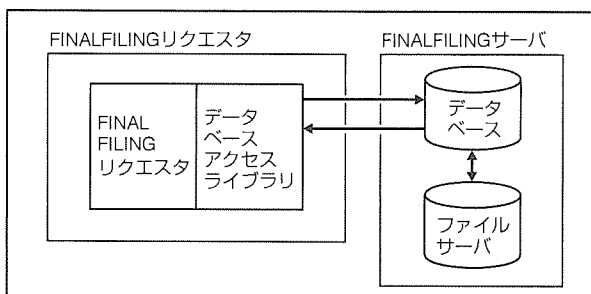 FINALFILINGリクエスタ
FINAL
FILING
リクエスタ
データ
ベース
アクセス
ライブラリ
FINALFILINGサーバ
データ
ベース
ファイル
サーバ